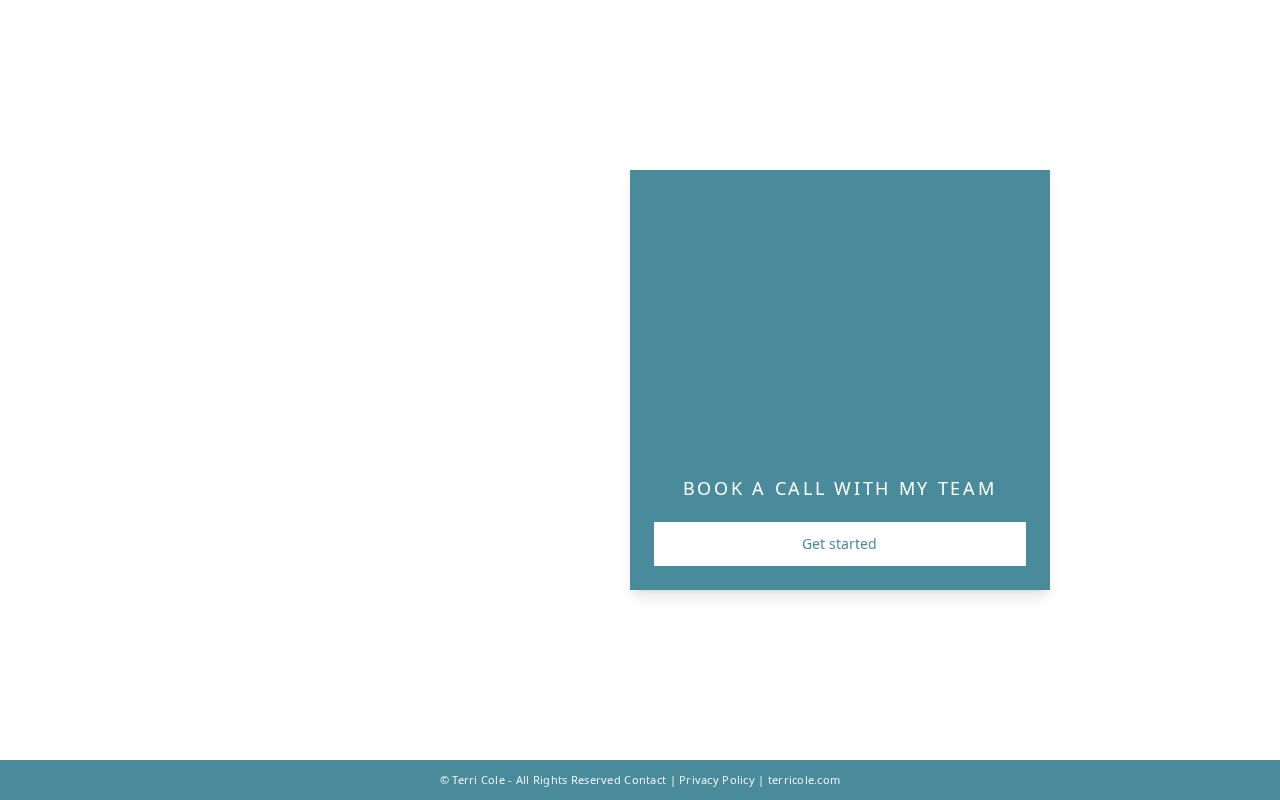 BOOK A CALL WITH MY TEAM
Get started
© Terri Cole - All Rights Reserved Contact | Privacy Policy | terricole.com